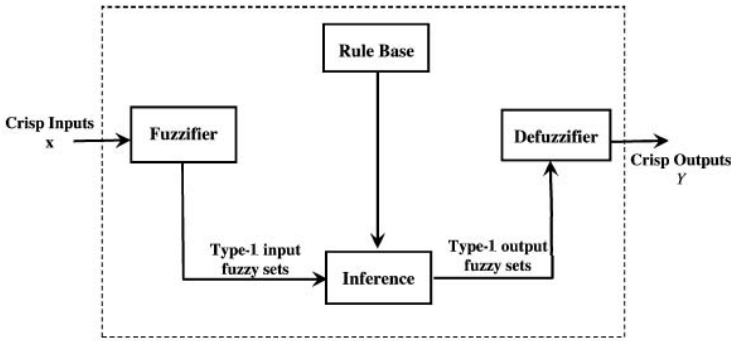 Rule Base
Crisp Inputs
x
Fuzzifier
Defuzzifier
Crisp Outputs
Y
Type-1 input
fuzzy sets
Inference
Type-1 output
fuzzy sets